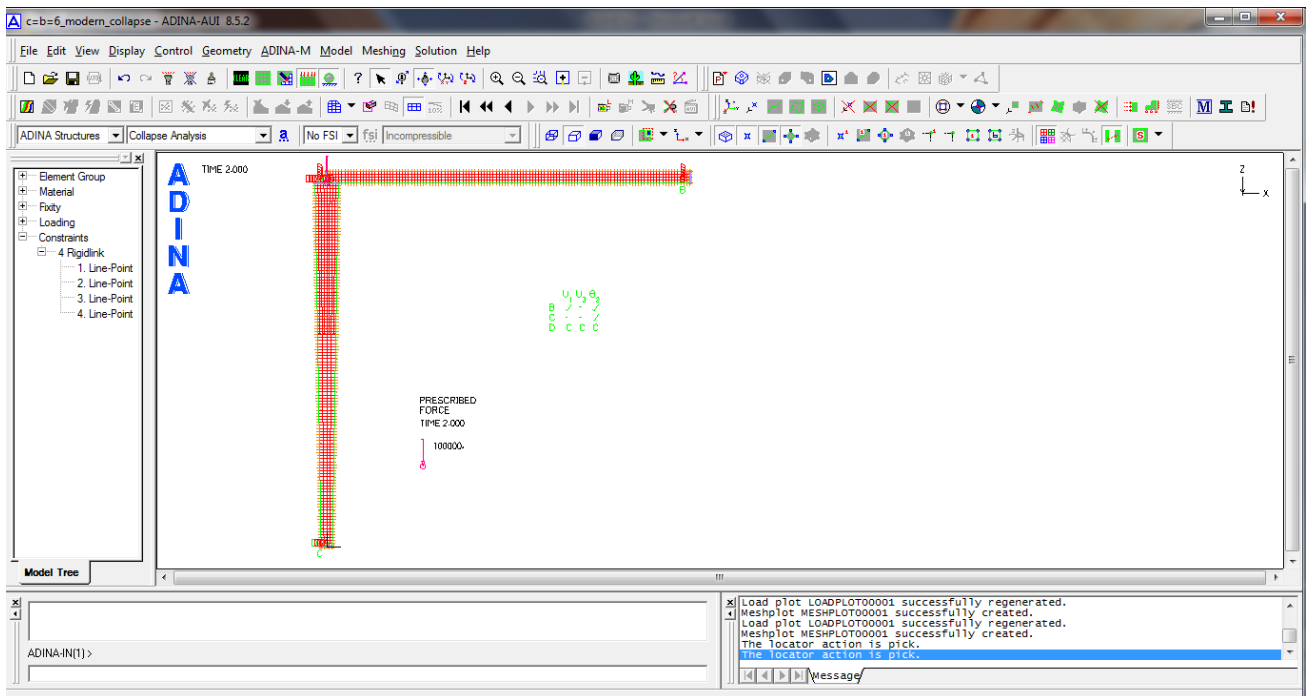 c=b=6_modern_collapse - ADINA-AUI 8.5.2
File Edit View Display Control Geometry ADINA-M Model Meshing Solution Help
CLEAR
ADINA Structures
Collapse Analysis
No FSI
fsi
Incompressible
Element Group
Material
Fixity
Loading
Constraints
4 Rigidlink
1. Line-Point
2. Line-Point
3. Line-Point
4. Line-Point
Model Tree
ADINA
TIME 2.000
Z
X
B
U1 U3 θ2
B / - /
C - - /
D C C C
PRESCRIBED
FORCE
TIME 2.000
100000.
C
ADINA-IN(1) >
Load plot LOADPLOT00001 successfully regenerated.
Meshplot MESHPLOT00001 successfully created.
Load plot LOADPLOT00001 successfully regenerated.
Meshplot MESHPLOT00001 successfully created.
The locator action is pick.
The locator action is pick.
Message